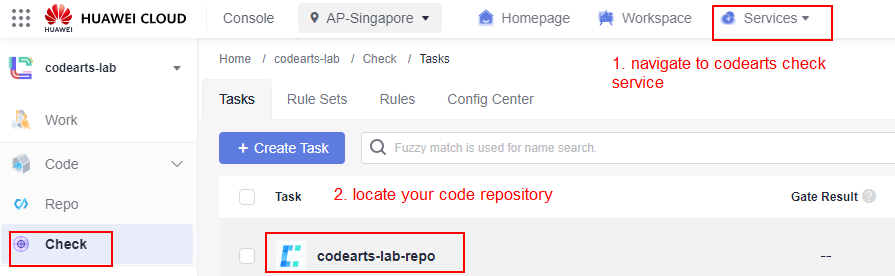 HUAWEI
HUAWEI CLOUD
Console
AP-Singapore
Homepage
Workspace
Services
codearts-lab
Home / codearts-lab / Check / Tasks
1. navigate to codearts check
service
Tasks
Rule Sets
Rules
Config Center
Work
+ Create Task
Fuzzy match is used for name search.
Code
Task
2. locate your code repository
Gate Result ?
Repo
Check
codearts-lab-repo
--